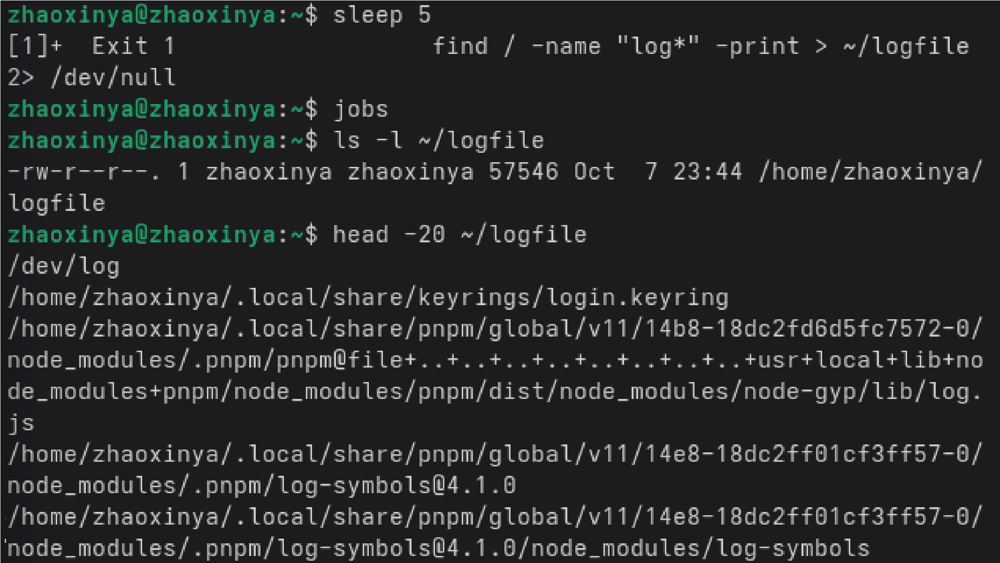 zhaoxinya@zhaoxinya:~$ sleep 5
[1]+  Exit 1                  find / -name "log*" -print > ~/logfile
2> /dev/null
zhaoxinya@zhaoxinya:~$ jobs
zhaoxinya@zhaoxinya:~$ ls -l ~/logfile
-rw-r--r--. 1 zhaoxinya zhaoxinya 57546 Oct  7 23:44 /home/zhaoxinya/
logfile
zhaoxinya@zhaoxinya:~$ head -20 ~/logfile
/dev/log
/home/zhaoxinya/.local/share/keyrings/login.keyring
/home/zhaoxinya/.local/share/pnpm/global/v11/14b8-18dc2fd6d5fc7572-0/
node_modules/.pnpm/pnpm@file+..+..+..+..+..+..+..+..+usr+local+lib+no
de_modules+pnpm/node_modules/pnpm/dist/node_modules/node-gyp/lib/log.
js
/home/zhaoxinya/.local/share/pnpm/global/v11/14e8-18dc2ff01cf3ff57-0/
node_modules/.pnpm/log-symbols@4.1.0
/home/zhaoxinya/.local/share/pnpm/global/v11/14e8-18dc2ff01cf3ff57-0/
node_modules/.pnpm/log-symbols@4.1.0/node_modules/log-symbols